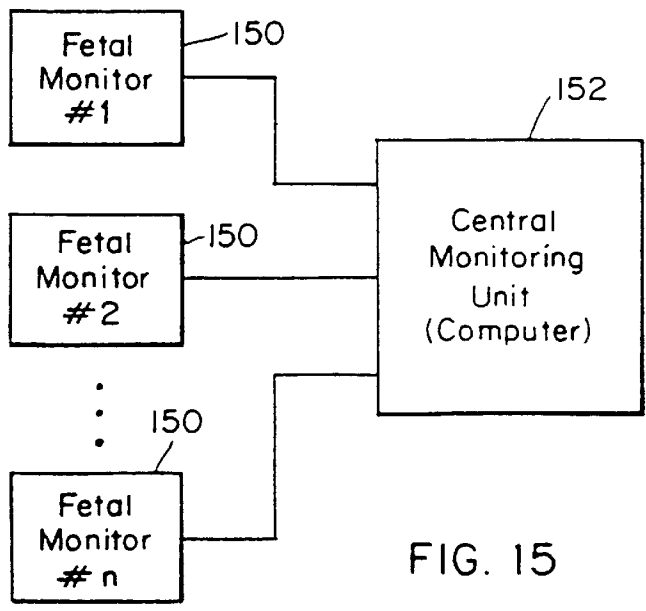 Fetal
Monitor
#1
150
152
Fetal
Monitor
#2
150
Central
Monitoring
Unit
(Computer)
150
Fetal
Monitor
#n
FIG. 15